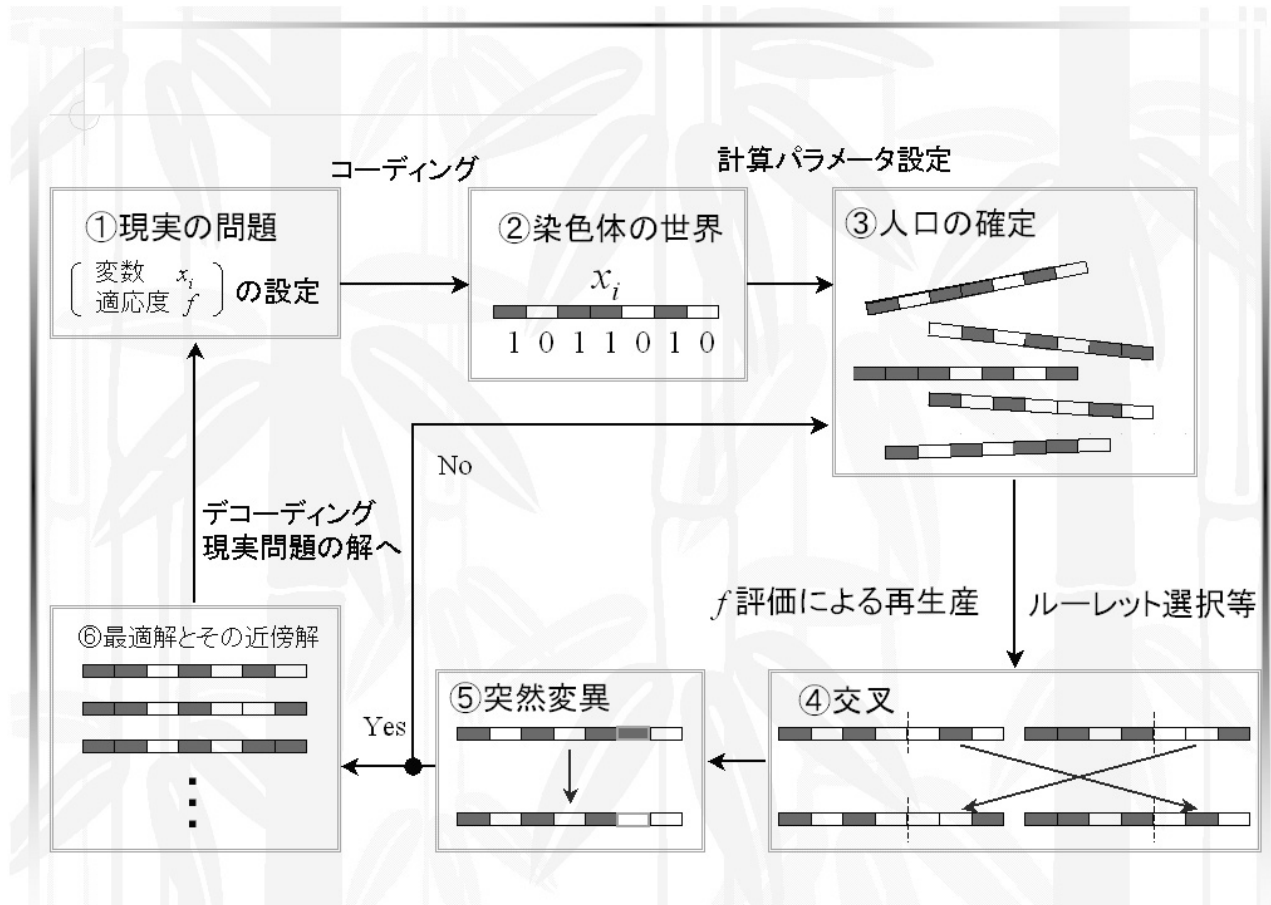 コーディング
計算パラメータ設定
①現実の問題
変数 xᵢ
適応度 f
の設定
②染色体の世界
xᵢ
1 0 1 1 0 1 0
③人口の確定
No
デコーディング
現実問題の解へ
f 評価による再生産
ルーレット選択等
⑥最適解とその近傍解
Yes
⑤突然変異
④交叉